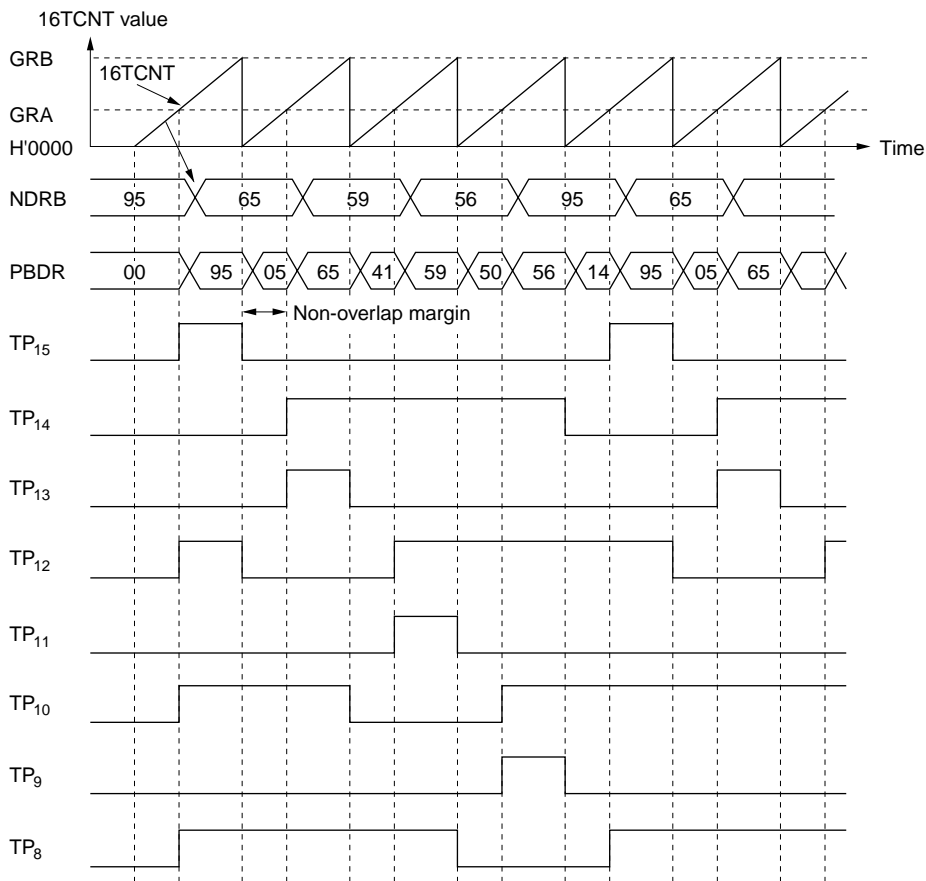 16TCNT value
GRB
16TCNT
GRA
H'0000
Time
NDRB 95 65 59 56 95 65
PBDR 00 95 05 65 41 59 50 56 14 95 05 65
Non-overlap margin
TP15
TP14
TP13
TP12
TP11
TP10
TP9
TP8